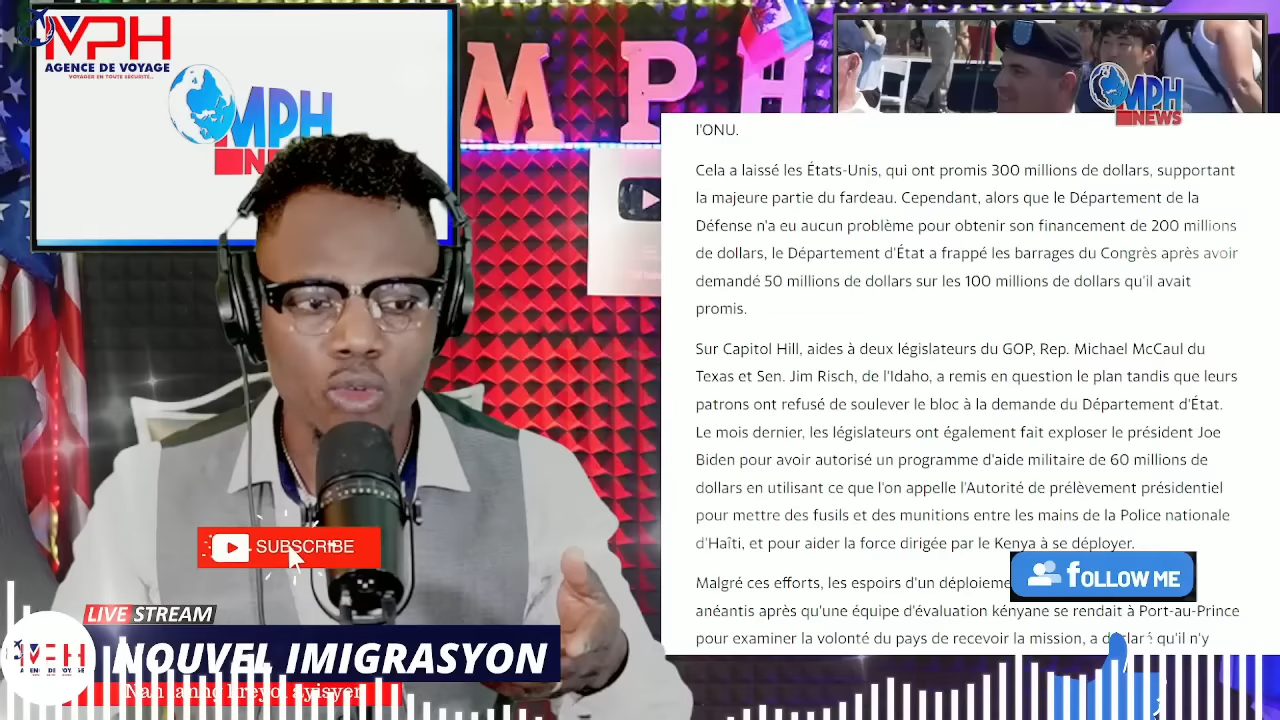 MPH
AGENCE DE VOYAGE
VOYAGER EN TOUTE SECURITE..
MPH
M P H
MPH
NEWS
l'ONU.
Cela a laissé les États-Unis, qui ont promis 300 millions de dollars, supportant
la majeure partie du fardeau. Cependant, alors que le Département de la
Défense n'a eu aucun problème pour obtenir son financement de 200 millions
de dollars, le Département d'État a frappé les barrages du Congrès après avoir
demandé 50 millions de dollars sur les 100 millions de dollars qu'il avait
promis.
Sur Capitol Hill, aides à deux législateurs du GOP, Rep. Michael McCaul du
Texas et Sen. Jim Risch, de l'Idaho, a remis en question le plan tandis que leurs
patrons ont refusé de soulever le bloc à la demande du Département d'État.
Le mois dernier, les législateurs ont également fait exploser le président Joe
Biden pour avoir autorisé un programme d'aide militaire de 60 millions de
dollars en utilisant ce que l'on appelle l'Autorité de prélèvement présidentiel
pour mettre des fusils et des munitions entre les mains de la Police nationale
d'Haïti, et pour aider la force dirigée par le Kenya à se déployer.
Malgré ces efforts, les espoirs d'un
anéantis après qu'une équipe d'évaluation kényane se rendait à Port-au-Prince
pour examiner la volonté du pays de recevoir la mission, a déclaré qu'il n'y
SUBSCRIBE
fOLLOW ME
LIVE STREAM
NOUVEL IMIGRASYON
MPH
AGENCE DE VOYAGE